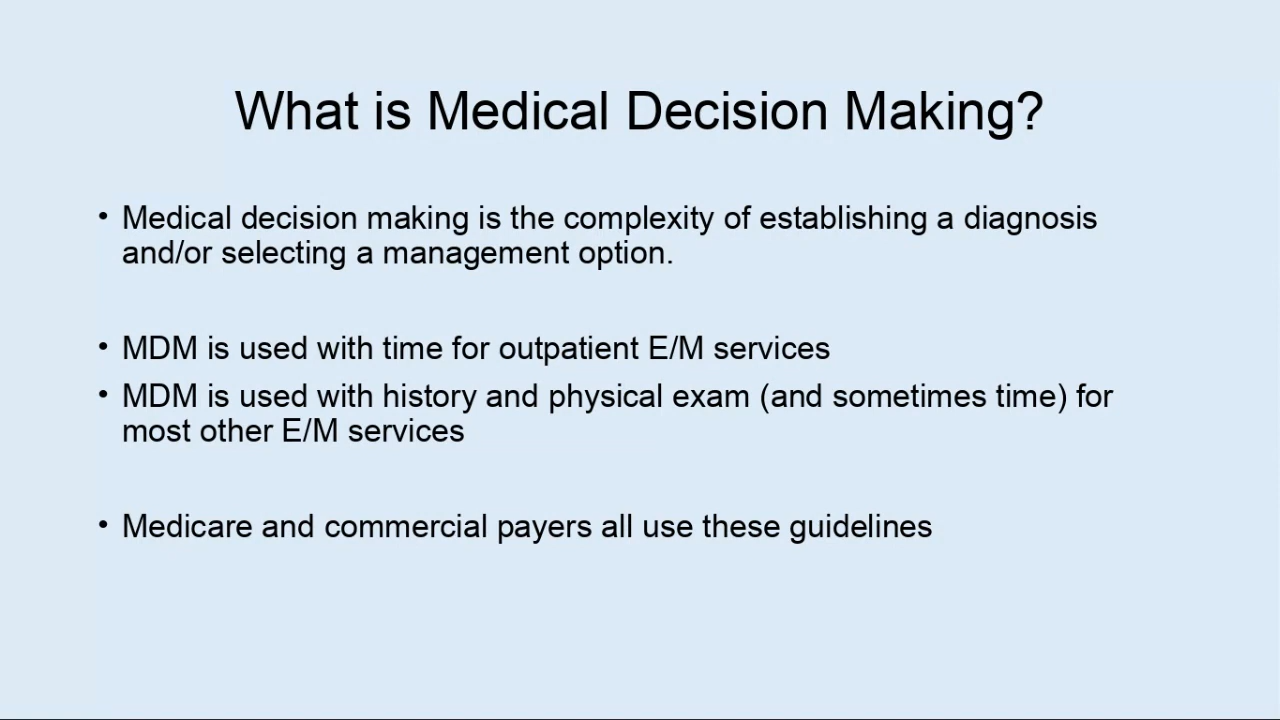 What is Medical Decision Making?
• Medical decision making is the complexity of establishing a diagnosis
and/or selecting a management option.
• MDM is used with time for outpatient E/M services
• MDM is used with history and physical exam (and sometimes time) for
most other E/M services
• Medicare and commercial payers all use these guidelines